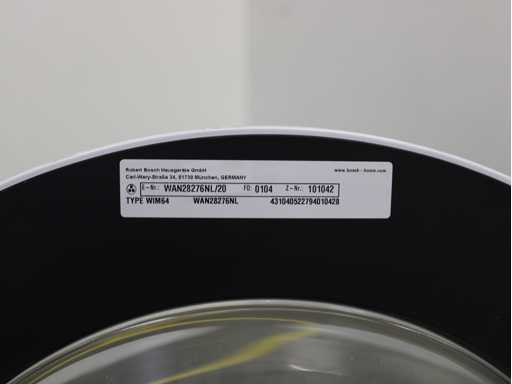 Robert Bosch Hausgeräte GmbH www.bosch-home.com
Carl-Wery-Straße 34, 81739 München, GERMANY
E-Nr.: WAN28276NL/20 FD: 0104 Z-Nr.: 101042
TYPE WIM64 WAN28276NL 431040522794010428